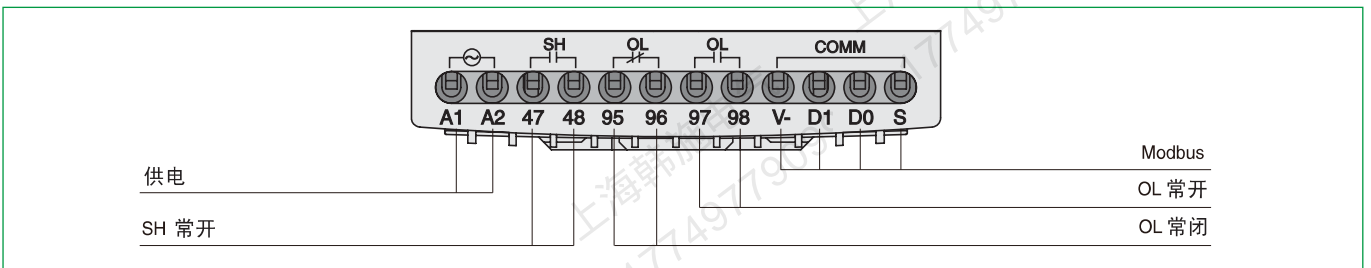 SH OL OL COMM
A1 A2 47 48 95 96 97 98 V- D1 D0 S
供电
SH 常开
Modbus
OL 常开
OL 常闭